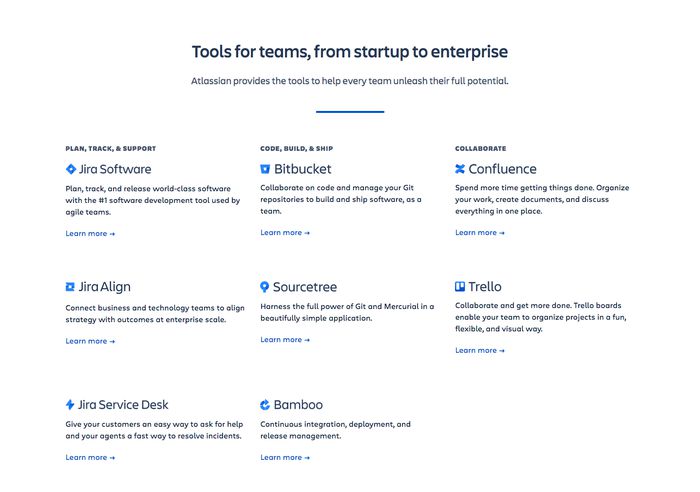 Tools for teams, from startup to enterprise
Atlassian provides the tools to help every team unleash their full potential.
PLAN, TRACK, & SUPPORT
Jira Software
Plan, track, and release world-class software
with the #1 software development tool used by
agile teams.
Learn more →
Jira Align
Connect business and technology teams to align
strategy with outcomes at enterprise scale.
Learn more →
Jira Service Desk
Give your customers an easy way to ask for help
and your agents a fast way to resolve incidents.
Learn more →
CODE, BUILD, & SHIP
Bitbucket
Collaborate on code and manage your Git
repositories to build and ship software, as a
team.
Learn more →
Sourcetree
Harness the full power of Git and Mercurial in a
beautifully simple application.
Learn more →
Bamboo
Continuous integration, deployment, and
release management.
Learn more →
COLLABORATE
Confluence
Spend more time getting things done. Organize
your work, create documents, and discuss
everything in one place.
Learn more →
Trello
Collaborate and get more done. Trello boards
enable your team to organize projects in a fun,
flexible, and visual way.
Learn more →